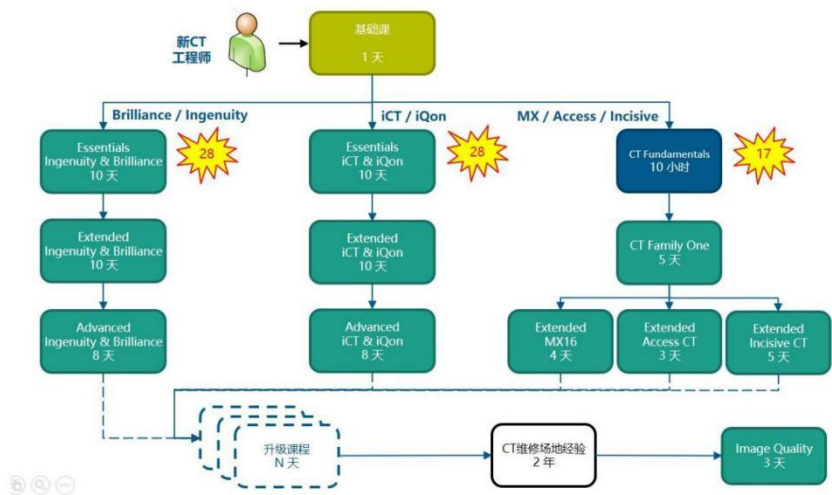 新CT
工程师
基础课
1 天
Brilliance / Ingenuity
iCT / iQon
MX / Access / Incisive
Essentials
Ingenuity & Brilliance
10 天
28
Essentials
iCT & iQon
10 天
28
CT Fundamentals
10 小时
17
Extended
Ingenuity & Brilliance
10 天
Extended
iCT & iQon
10 天
CT Family One
5 天
Advanced
Ingenuity & Brilliance
8 天
Advanced
iCT & iQon
8 天
Extended
MX16
4 天
Extended
Access CT
3 天
Extended
Incisive CT
5 天
升级课程
N 天
CT维修场地经验
2 年
Image Quality
3 天